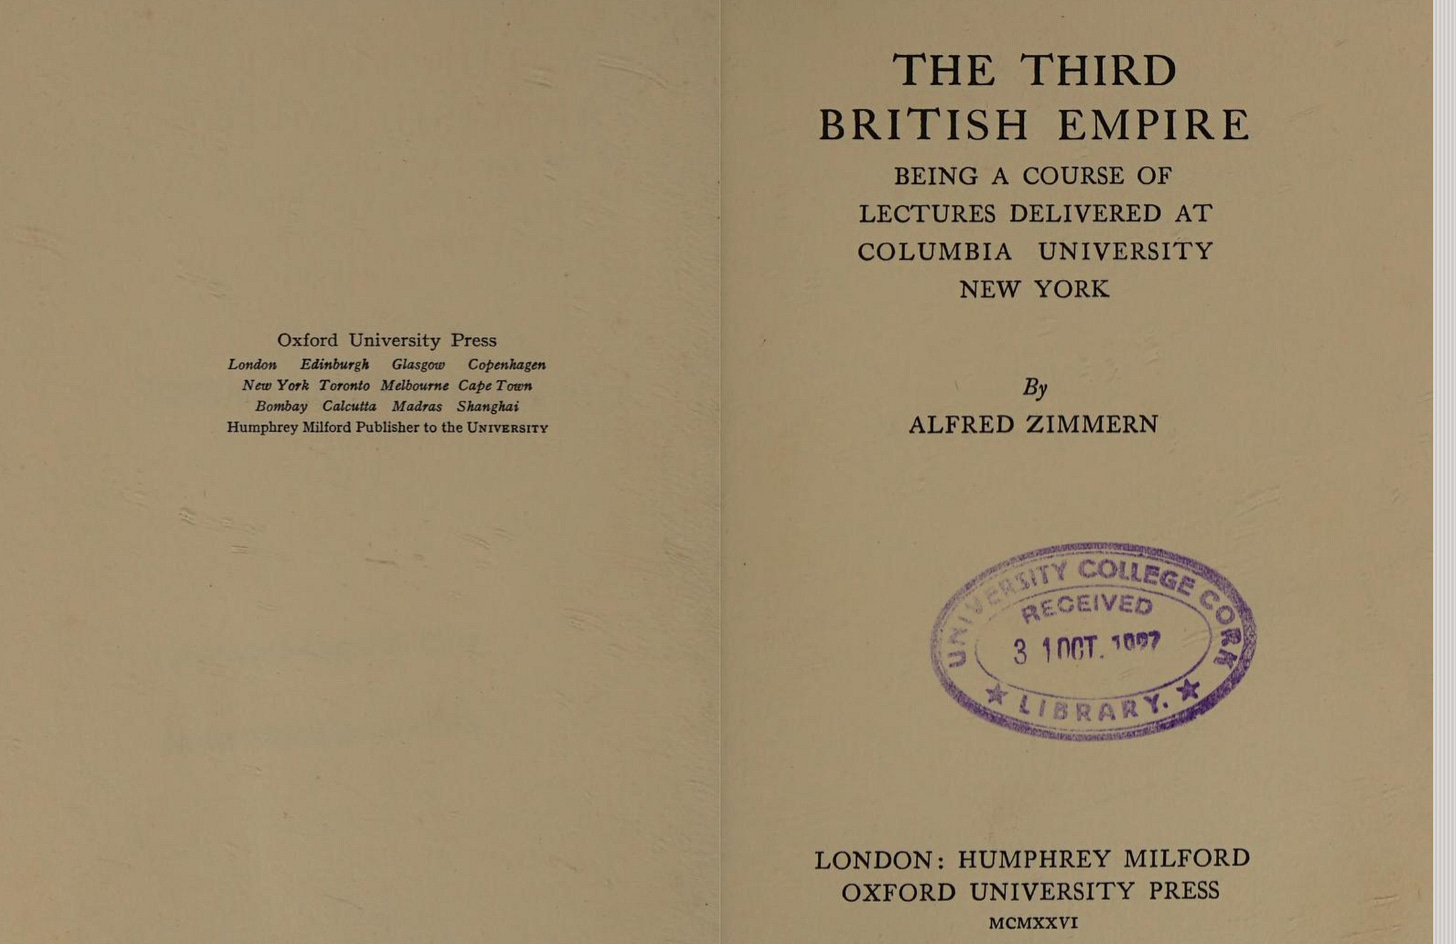 Oxford University Press
London Edinburgh Glasgow Copenhagen
New York Toronto Melbourne Cape Town
Bombay Calcutta Madras Shanghai
Humphrey Milford Publisher to the UNIVERSITY
THE THIRD
BRITISH EMPIRE
BEING A COURSE OF
LECTURES DELIVERED AT
COLUMBIA UNIVERSITY
NEW YORK
By
ALFRED ZIMMERN
UNIVERSITY COLLEGE CORK
RECEIVED
3 1 OCT.
★ LIBRARY. ★
LONDON: HUMPHREY MILFORD
OXFORD UNIVERSITY PRESS
MCMXXVI